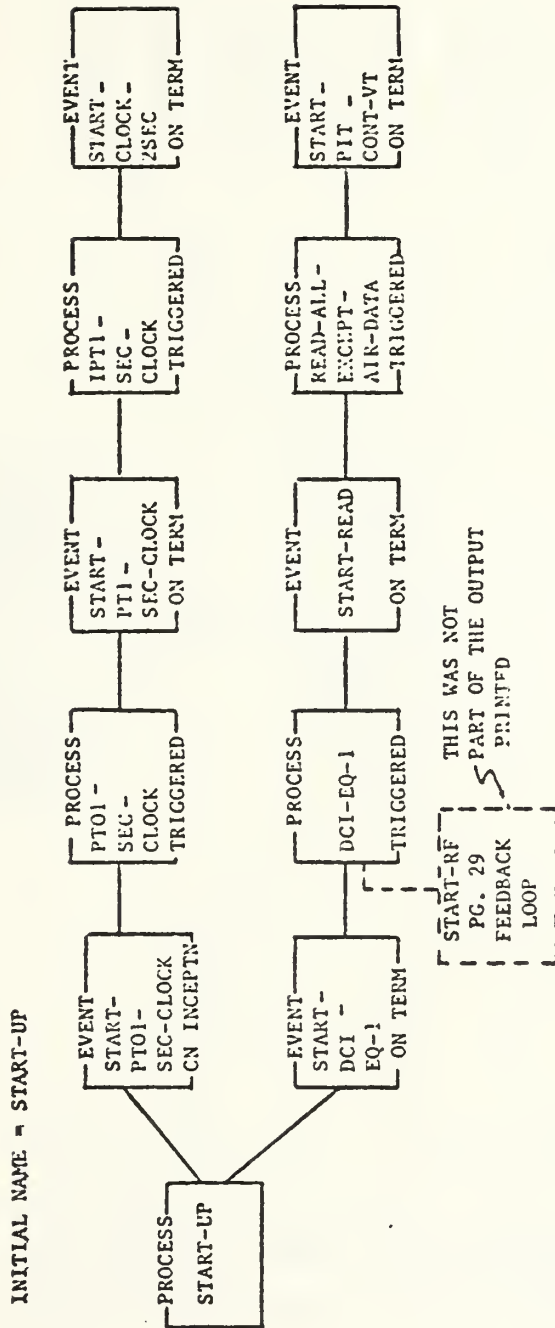 INITIAL NAME = START-UP
PROCESS
START-UP
EVENT
START-
PT01-
SEC-CLOCK
CN INCEPTN
PROCESS
PT01-
SEC-
CLOCK
TRIGGERED
EVENT
START-
PT1-
SEC-CLOCK
ON TERM
PROCESS
IPT1-
SEC-
CLOCK
TRIGGERED
EVENT
START-
CLOCK-
2SEC
ON TERM
EVENT
START-
DCI-
EQ-1
ON TERM
PROCESS
DCI-EQ-1
TRIGGERED
EVENT
START-READ
ON TERM
PROCESS
READ-ALL-
EXCEPT-
AIR-DATA
TRIGGERED
EVENT
START-
PIT-
CONT-VT
ON TERM
START-RF
PG. 29
FEEDBACK
LOOP
THIS WAS NOT
PART OF THE OUTPUT
PRINTED